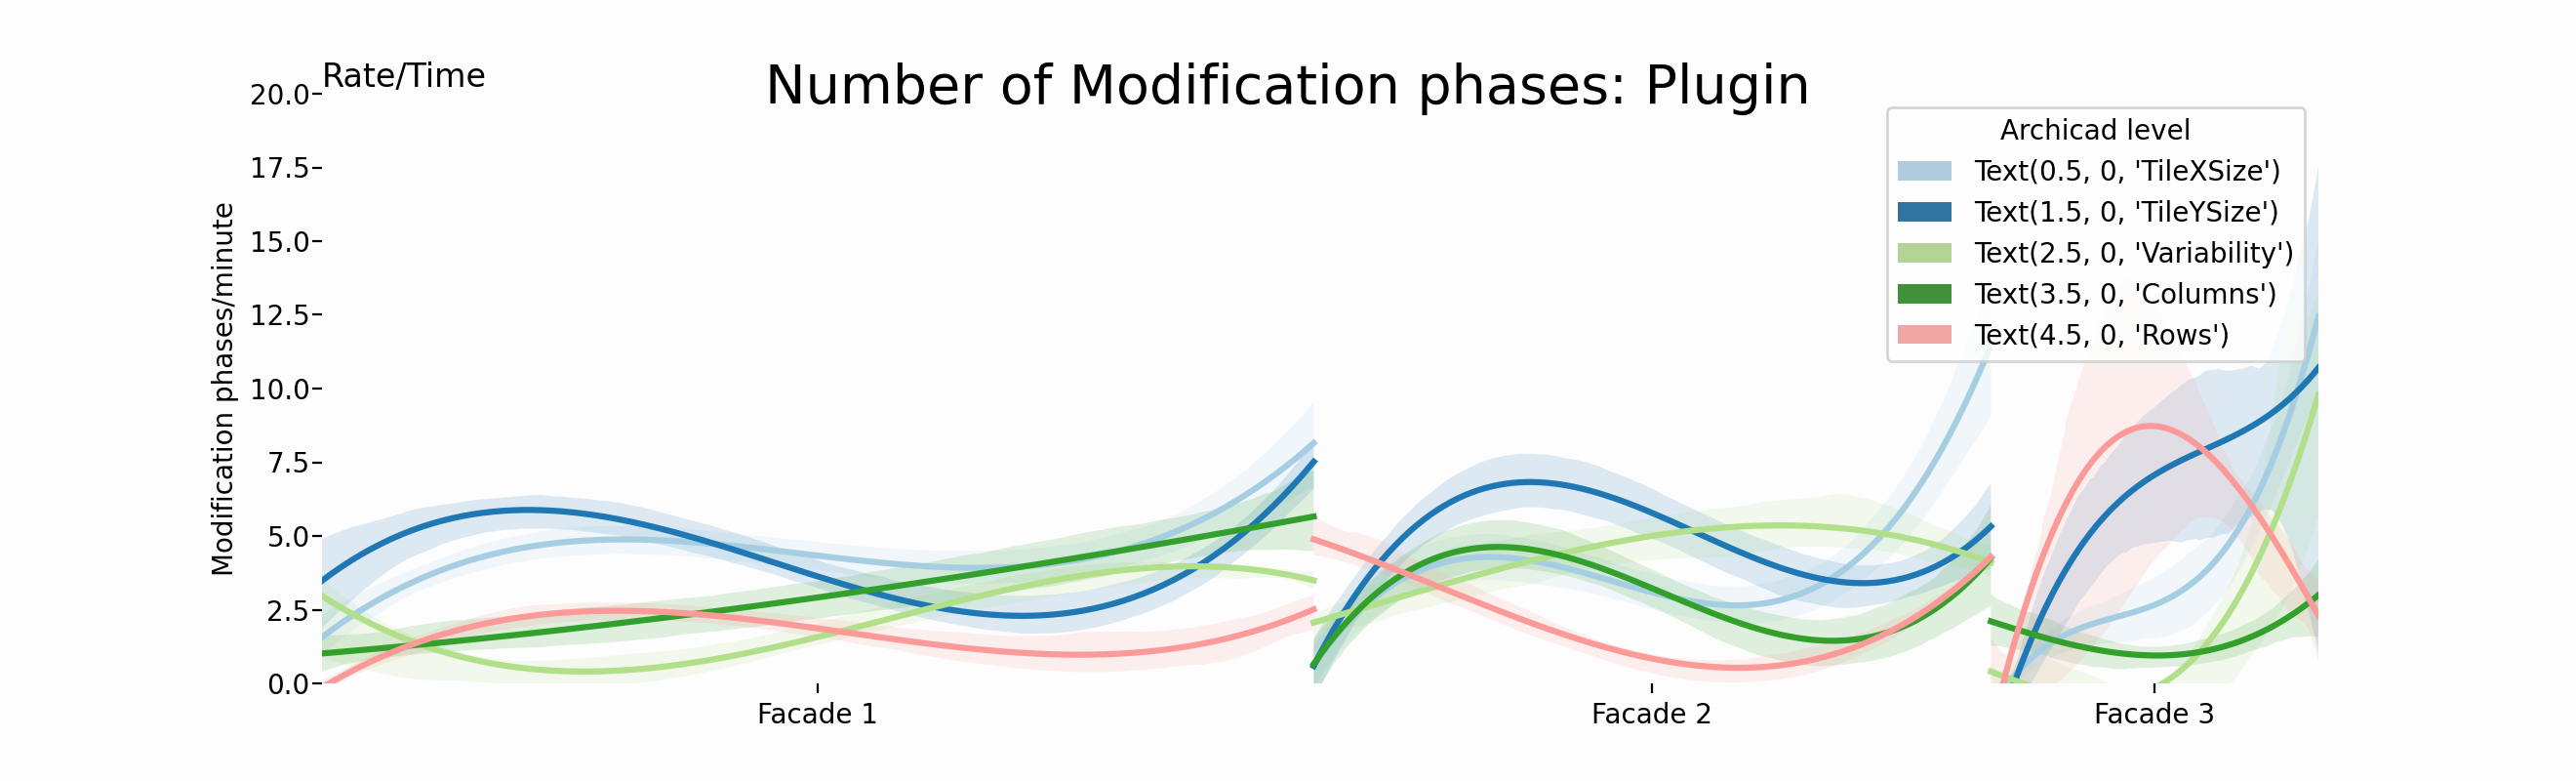 Rate/Time
Number of Modification phases: Plugin
Modification phases/minute
20.0
17.5
15.0
12.5
10.0
7.5
5.0
2.5
0.0
Archicad level
Text(0.5, 0, 'TileXSize')
Text(1.5, 0, 'TileYSize')
Text(2.5, 0, 'Variability')
Text(3.5, 0, 'Columns')
Text(4.5, 0, 'Rows')
Facade 1
Facade 2
Facade 3